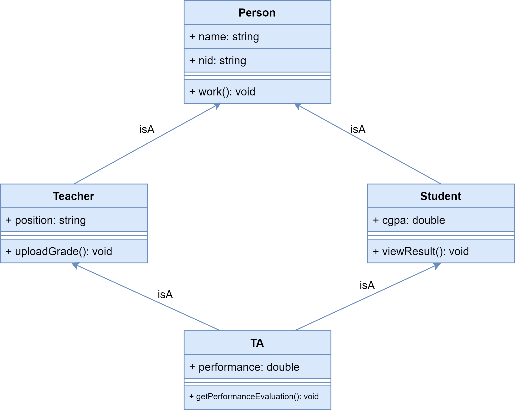 Person
+ name: string
+ nid: string
+ work(): void
isA
isA
Teacher
+ position: string
+ uploadGrade(): void
Student
+ cgpa: double
+ viewResult(): void
isA
isA
TA
+ performance: double
+ getPerformanceEvaluation(): void